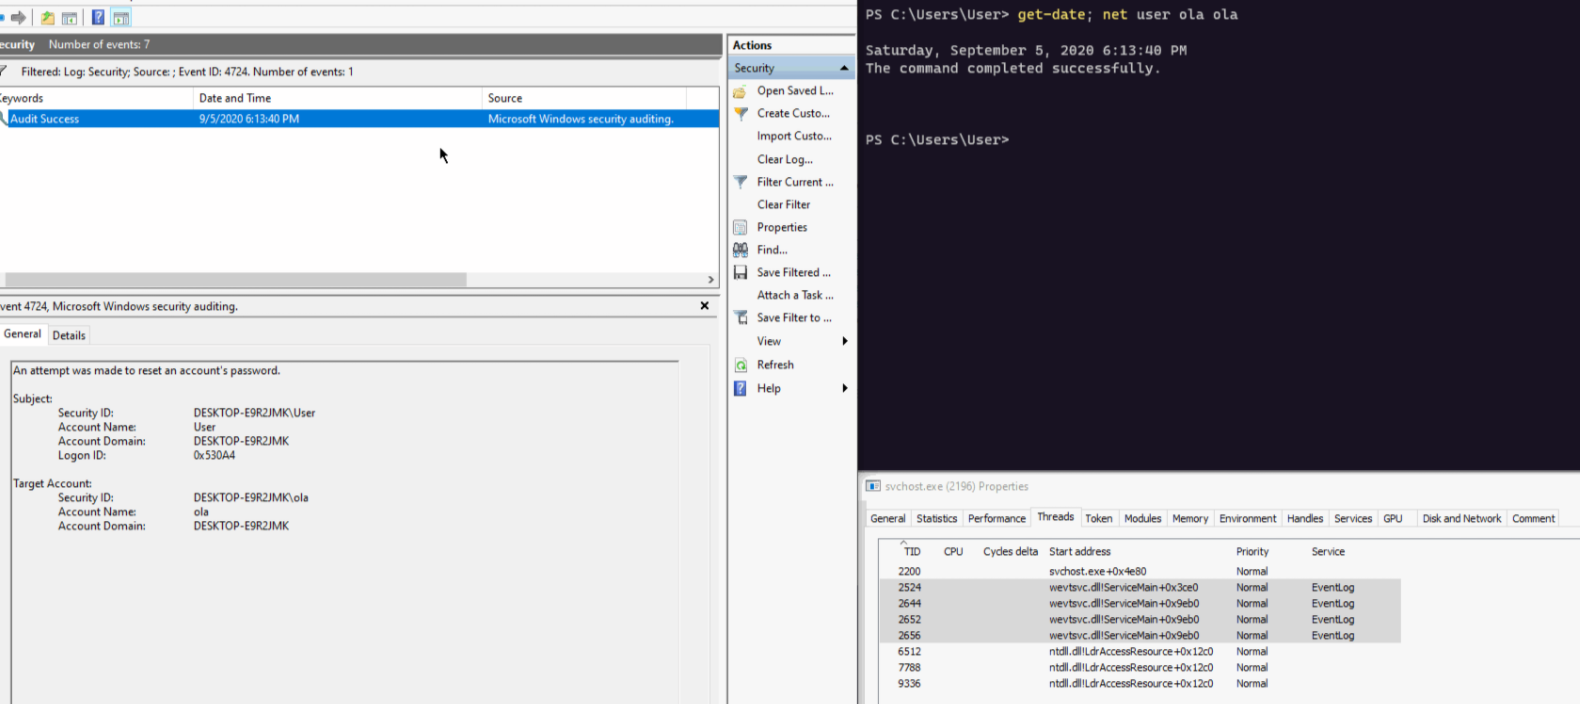 ecurity Number of events: 7
Filtered: Log: Security; Source: ; Event ID: 4724. Number of events: 1
Keywords Date and Time Source
Audit Success 9/5/2020 6:13:40 PM Microsoft Windows security auditing.
vent 4724, Microsoft Windows security auditing.
General Details
An attempt was made to reset an account's password.
Subject:
Security ID: DESKTOP-E9R2JMK\User
Account Name: User
Account Domain: DESKTOP-E9R2JMK
Logon ID: 0x530A4
Target Account:
Security ID: DESKTOP-E9R2JMK\ola
Account Name: ola
Account Domain: DESKTOP-E9R2JMK
Actions
Security
Open Saved L...
Create Custo...
Import Custo...
Clear Log...
Filter Current ...
Clear Filter
Properties
Find...
Save Filtered ...
Attach a Task ...
Save Filter to ...
View
Refresh
Help
PS C:\Users\User> get-date; net user ola ola
Saturday, September 5, 2020 6:13:40 PM
The command completed successfully.
PS C:\Users\User>
svchost.exe (2196) Properties
General Statistics Performance Threads Token Modules Memory Environment Handles Services GPU Disk and Network Comment
TID CPU Cycles delta Start address Priority Service
2200 svchost.exe+0x4e80 Normal
2524 wevtsvc.dll!ServiceMain+0x3ce0 Normal EventLog
2644 wevtsvc.dll!ServiceMain+0x9eb0 Normal EventLog
2652 wevtsvc.dll!ServiceMain+0x9eb0 Normal EventLog
2656 wevtsvc.dll!ServiceMain+0x9eb0 Normal EventLog
6512 ntdll.dll!LdrAccessResource+0x12c0 Normal
7788 ntdll.dll!LdrAccessResource+0x12c0 Normal
9336 ntdll.dll!LdrAccessResource+0x12c0 Normal